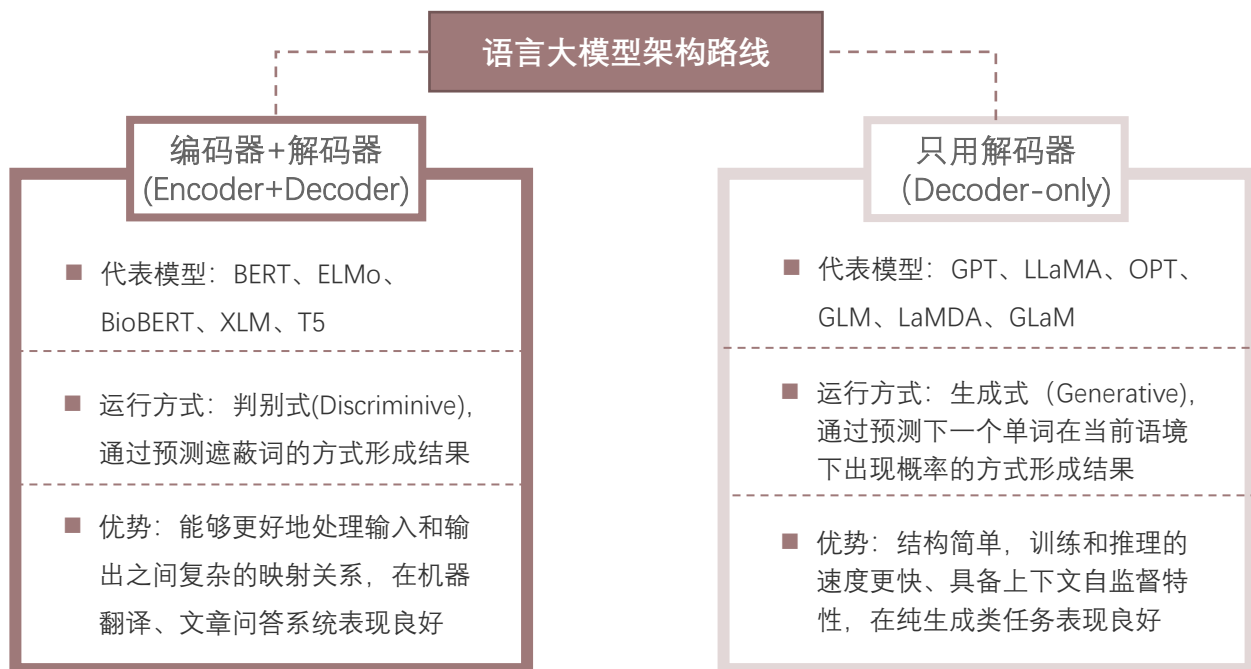 语言大模型架构路线
编码器+解码器
(Encoder+Decoder)
■ 代表模型：BERT、ELMo、
BioBERT、XLM、T5
■ 运行方式：判别式(Discriminive),
通过预测遮蔽词的方式形成结果
■ 优势：能够更好地处理输入和输
出之间复杂的映射关系，在机器
翻译、文章问答系统表现良好
只用解码器
（Decoder-only)
■ 代表模型：GPT、LLaMA、OPT、
GLM、LaMDA、GLaM
■ 运行方式：生成式（Generative),
通过预测下一个单词在当前语境
下出现概率的方式形成结果
■ 优势：结构简单，训练和推理的
速度更快、具备上下文自监督特
性，在纯生成类任务表现良好